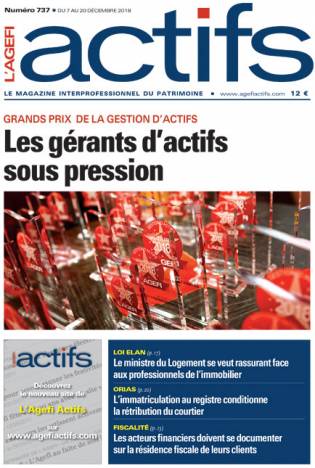 Numéro 737 • DU 7 AU 20 DÉCEMBRE 2018
L'AGEFI
actifs
LE MAGAZINE INTERPROFESSIONNEL DU PATRIMOINE • www.agefiactifs.com 12 €
GRANDS PRIX DE LA GESTION D'ACTIFS
Les gérants d'actifs
sous pression
AGEFI
actifs
Découvrez
le nouveau site de
L'Agefi Actifs
sur
www.agefiactifs.com
LOI ELAN (p.17)
Le ministre du Logement se veut rassurant face
aux professionnels de l'immobilier
ORIAS (p.20)
L'immatriculation au registre conditionne
la rétribution du courtier
FISCALITÉ (p.23)
Les acteurs financiers doivent se documenter
sur la résidence fiscale de leurs clients